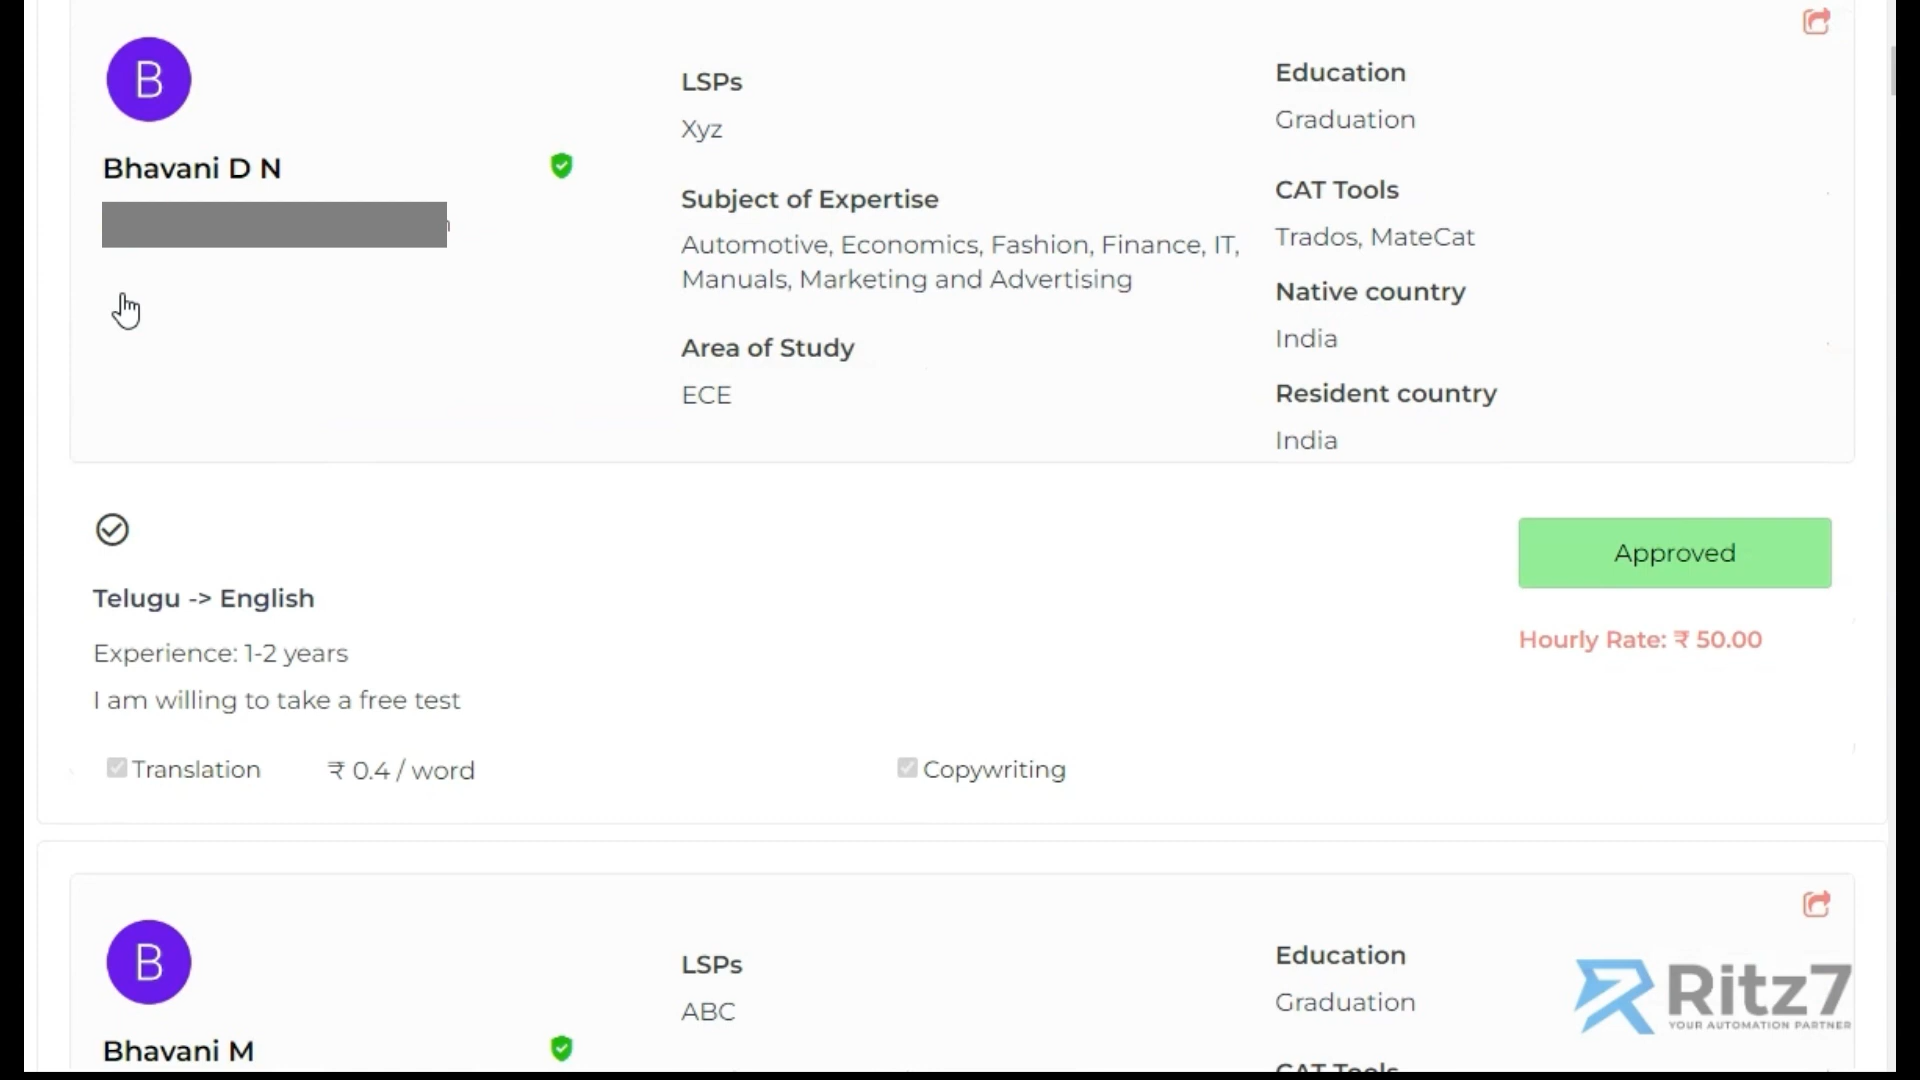 B
Bhavani D N
LSPs
Xyz
Subject of Expertise
Automotive, Economics, Fashion, Finance, IT,
Manuals, Marketing and Advertising
Area of Study
ECE
Education
Graduation
CAT Tools
Trados, MateCat
Native country
India
Resident country
India
Approved
Telugu -> English
Hourly Rate: ₹ 50.00
Experience: 1-2 years
I am willing to take a free test
Translation ₹ 0.4 / word Copywriting
B
Bhavani M
LSPs
ABC
Education
Graduation
CAT Tools
Ritz7
YOUR AUTOMATION PARTNER